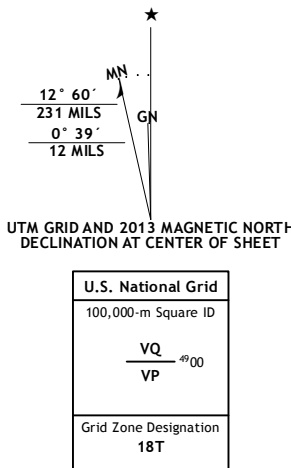 ★
MN
GN
12° 60´
231 MILS
0° 39´
12 MILS
UTM GRID AND 2013 MAGNETIC NORTH
DECLINATION AT CENTER OF SHEET
U.S. National Grid
100,000-m Square ID
VQ
4900
VP
Grid Zone Designation
18T